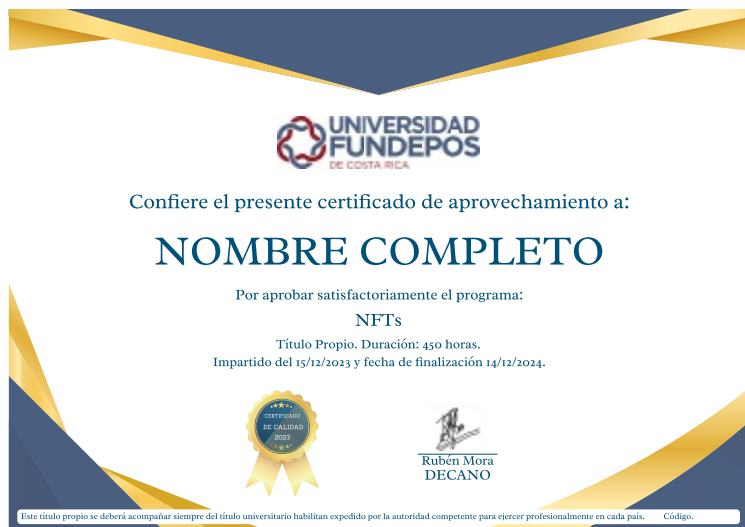 UNIVERSIDAD
FUNDEPOS
DE COSTA RICA
Confiere el presente certificado de aprovechamiento a:
NOMBRE COMPLETO
Por aprobar satisfactoriamente el programa:
NFTs
Título Propio. Duración: 450 horas.
Impartido del 15/12/2023 y fecha de finalización 14/12/2024.
CERTIFICADO
DE CALIDAD
2023
Rubén Mora
DECANO
Este título propio se deberá acompañar siempre del título universitario habilitan expedido por la autoridad competente para ejercer profesionalmente en cada país. Código.